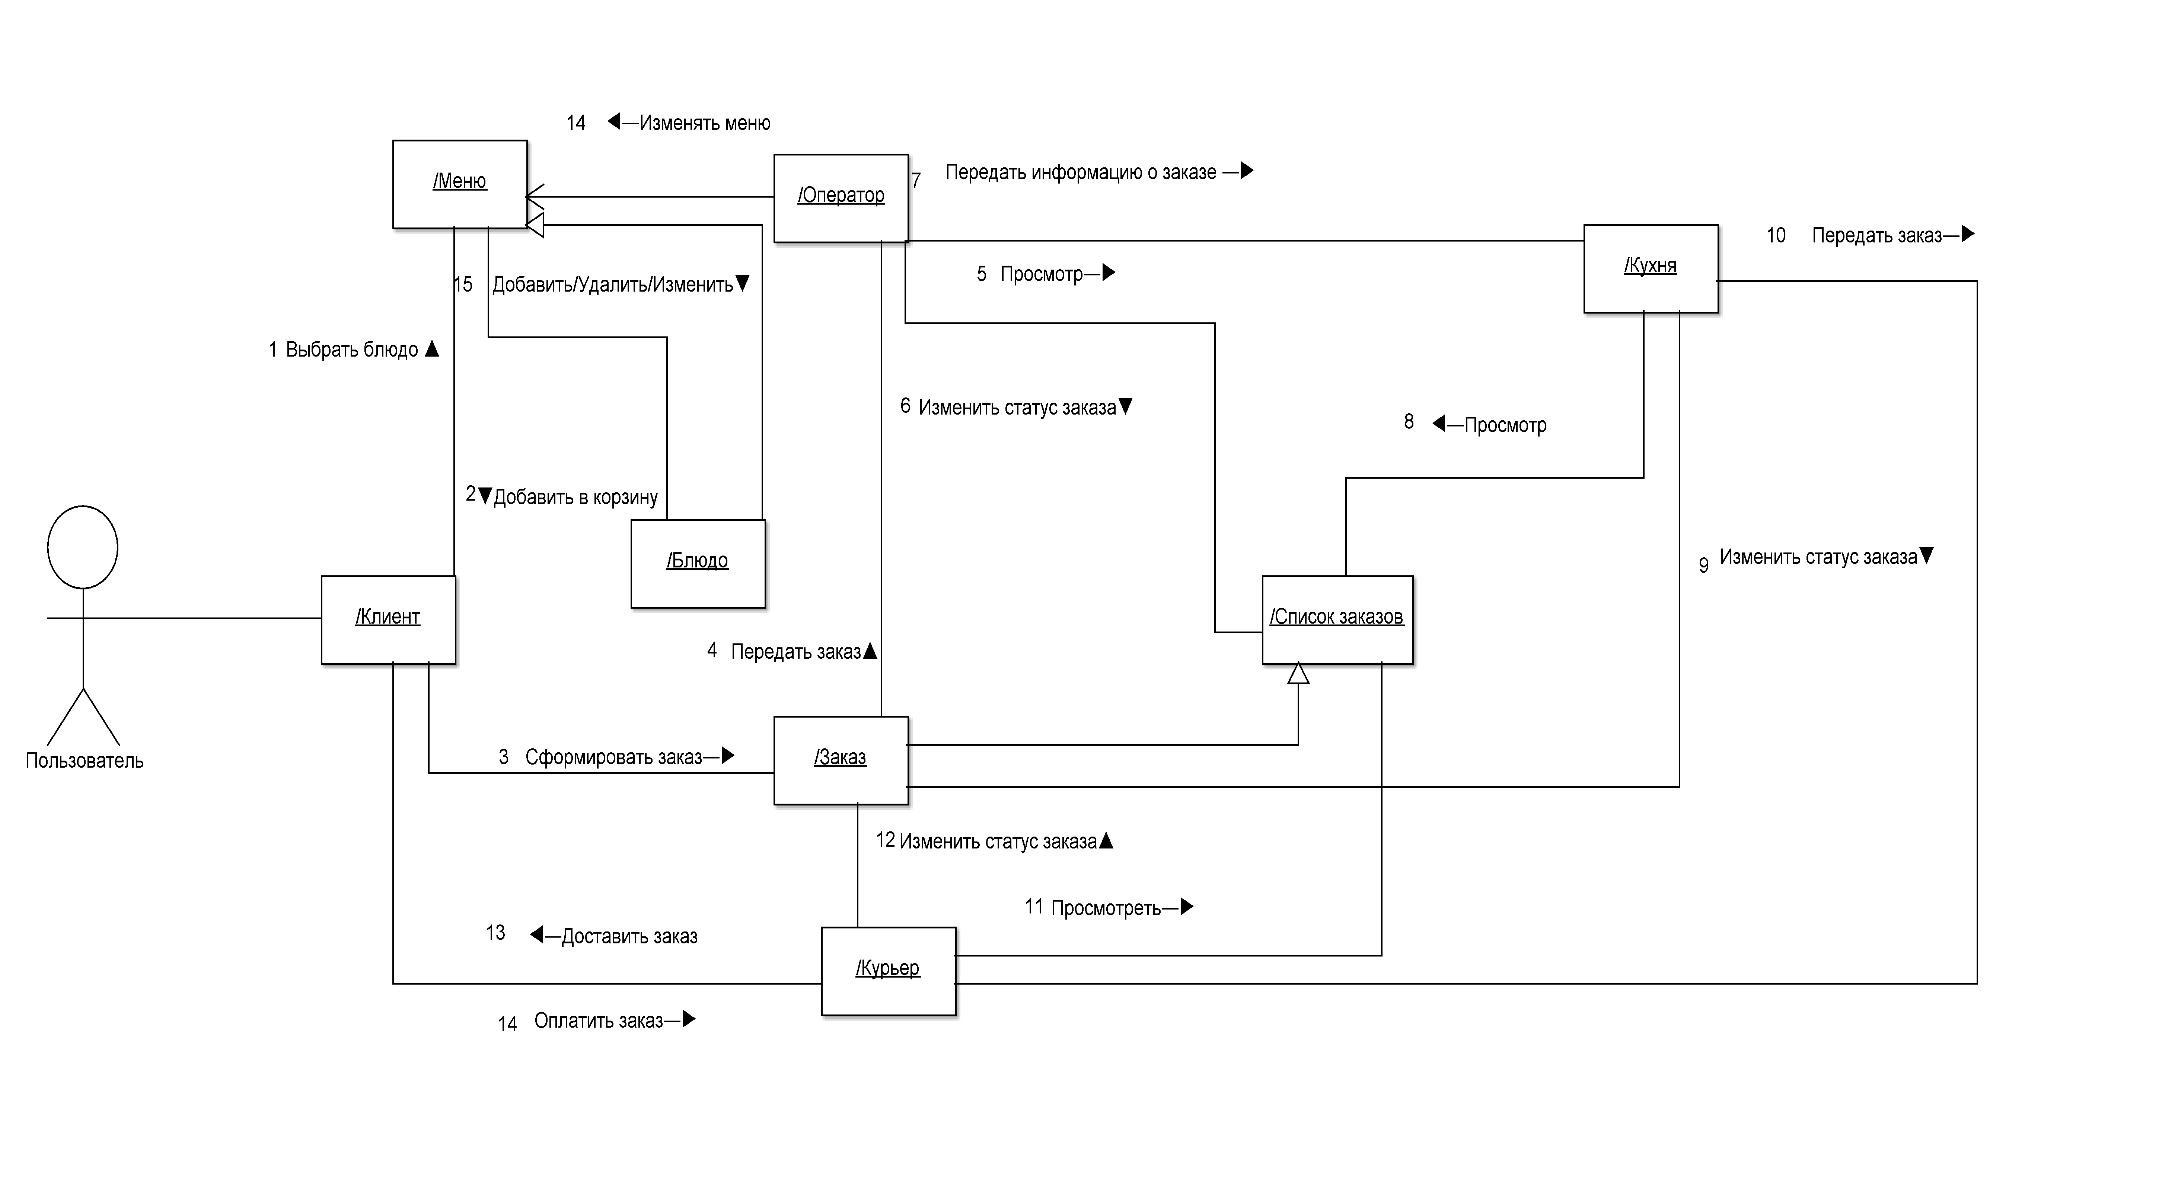 14 Изменять меню
/Меню
/Оператор
7 Передать информацию о заказе
10 Передать заказ
/Кухня
5 Просмотр
15 Добавить/Удалить/Изменить
1 Выбрать блюдо
6 Изменить статус заказа
8 Просмотр
2 Добавить в корзину
/Блюдо
9 Изменить статус заказа
/Клиент
/Список заказов
4 Передать заказ
Пользователь
3 Сформировать заказ
/Заказ
12 Изменить статус заказа
11 Просмотреть
13 Доставить заказ
/Курьер
14 Оплатить заказ